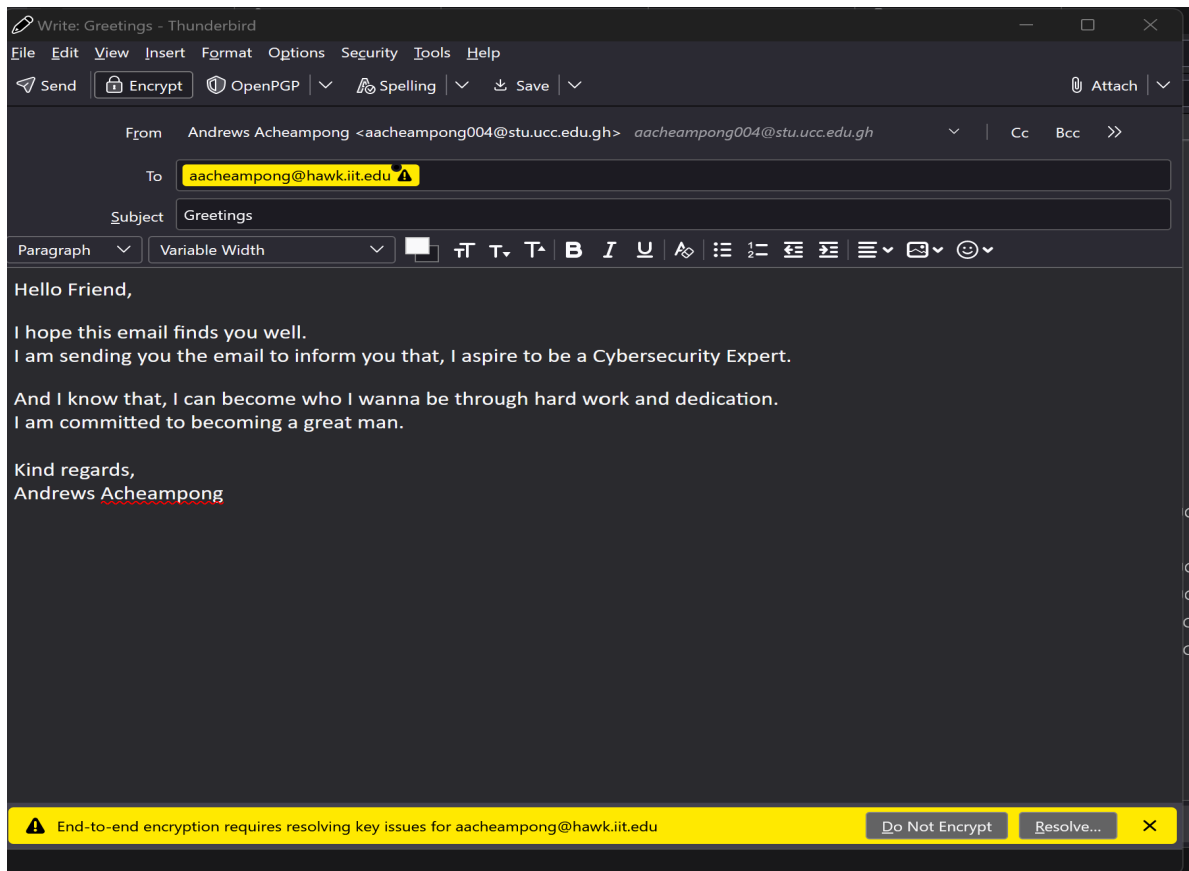 Write: Greetings - Thunderbird
File Edit View Insert Format Options Security Tools Help
Send Encrypt OpenPGP Spelling Save Attach
From Andrews Acheampong <aacheampong004@stu.ucc.edu.gh> aacheampong004@stu.ucc.edu.gh Cc Bcc
To aacheampong@hawk.iit.edu
Subject Greetings
Paragraph Variable Width
Hello Friend,
I hope this email finds you well.
I am sending you the email to inform you that, I aspire to be a Cybersecurity Expert.
And I know that, I can become who I wanna be through hard work and dedication.
I am committed to becoming a great man.
Kind regards,
Andrews Acheampong
End-to-end encryption requires resolving key issues for aacheampong@hawk.iit.edu Do Not Encrypt Resolve...